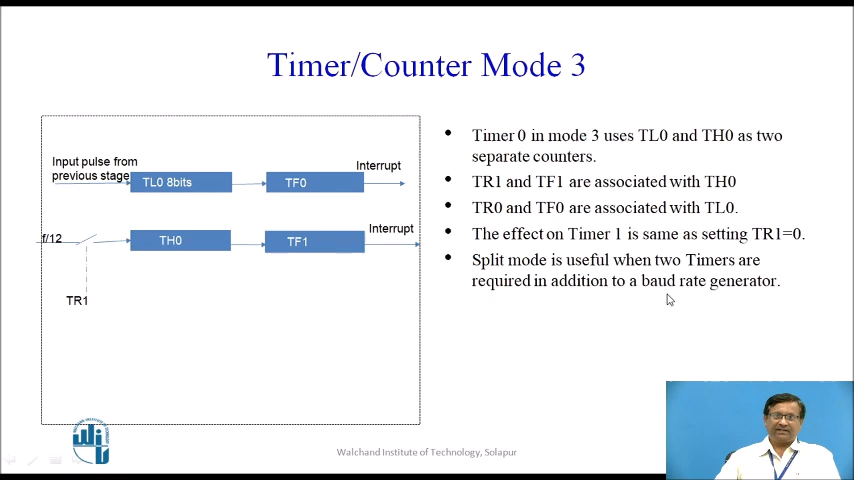 Timer/Counter Mode 3
Input pulse from
previous stage
TL0 8bits
TF0
Interrupt
f/12
TH0
TF1
Interrupt
TR1
• Timer 0 in mode 3 uses TL0 and TH0 as two
separate counters.
• TR1 and TF1 are associated with TH0
• TR0 and TF0 are associated with TL0.
• The effect on Timer 1 is same as setting TR1=0.
• Split mode is useful when two Timers are
required in addition to a baud rate generator.
Walchand Institute of Technology, Solapur